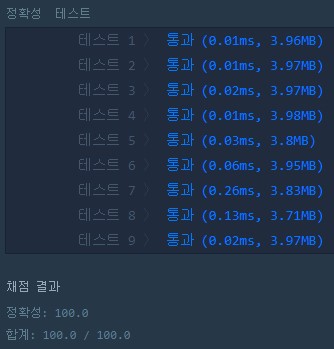 정확성 테스트
테스트 1 〉 통과 (0.01ms, 3.96MB)
테스트 2 〉 통과 (0.01ms, 3.97MB)
테스트 3 〉 통과 (0.02ms, 3.97MB)
테스트 4 〉 통과 (0.01ms, 3.98MB)
테스트 5 〉 통과 (0.03ms, 3.8MB)
테스트 6 〉 통과 (0.06ms, 3.95MB)
테스트 7 〉 통과 (0.26ms, 3.83MB)
테스트 8 〉 통과 (0.13ms, 3.71MB)
테스트 9 〉 통과 (0.02ms, 3.97MB)
채점 결과
정확성: 100.0
합계: 100.0 / 100.0